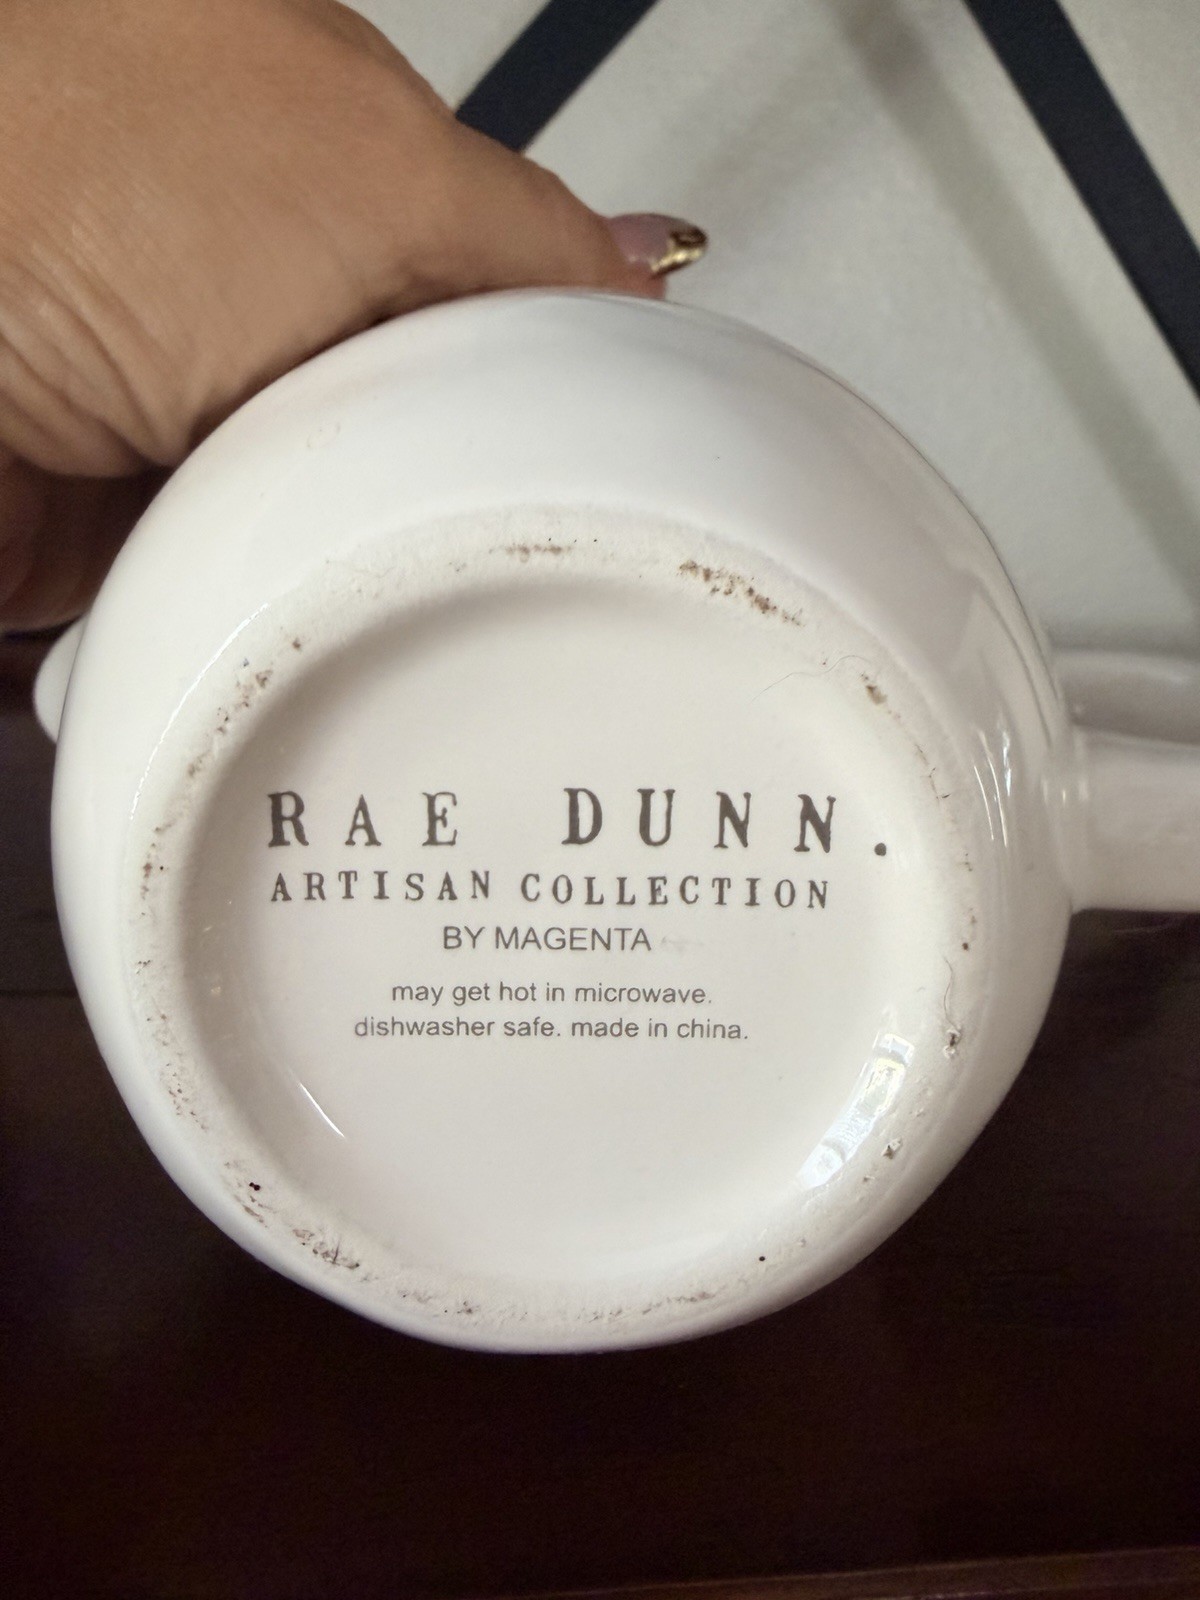 RAE DUNN.
ARTISAN COLLECTION
BY MAGENTA
may get hot in microwave.
dishwasher safe. made in china.